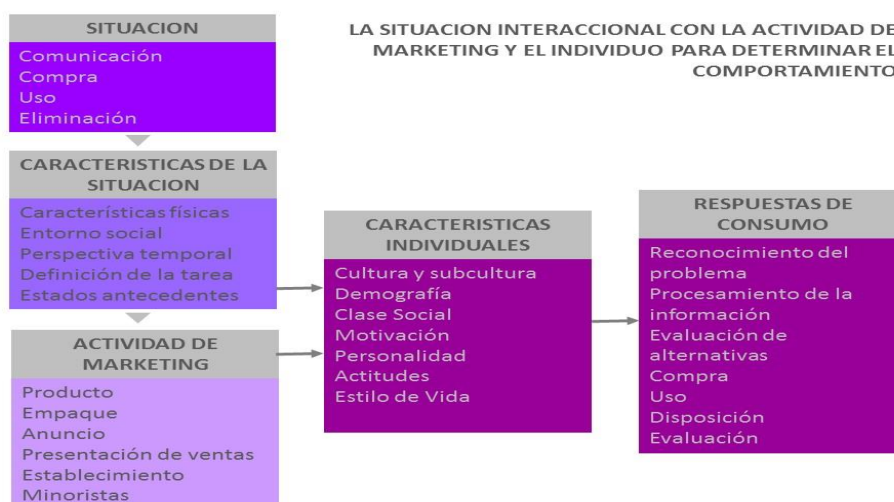 SITUACION
Comunicación
Compra
Uso
Eliminación
LA SITUACION INTERACCIONAL CON LA ACTIVIDAD DE
MARKETING Y EL INDIVIDUO PARA DETERMINAR EL
COMPORTAMIENTO
CARACTERISTICAS DE LA
SITUACION
Características físicas
Entorno social
Perspectiva temporal
Definición de la tarea
Estados antecedentes
ACTIVIDAD DE
MARKETING
Producto
Empaque
Anuncio
Presentación de ventas
Establecimiento
Minoristas
CARACTERISTICAS
INDIVIDUALES
Cultura y subcultura
Demografía
Clase Social
Motivación
Personalidad
Actitudes
Estilo de Vida
RESPUESTAS DE
CONSUMO
Reconocimiento del
problema
Procesamiento de la
información
Evaluación de
alternativas
Compra
Uso
Disposición
Evaluación